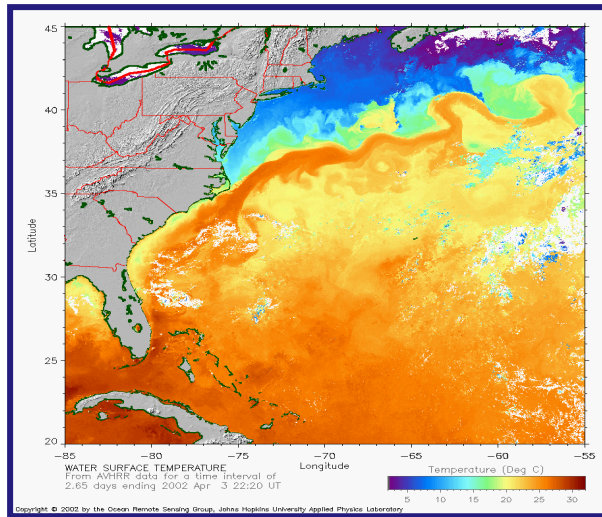 45
40
35
30
25
20
Latitude
−85 −80 −75 −70 −65 −60 −55
Longitude
WATER SURFACE TEMPERATURE
From AVHRR data for a time interval of
2.65 days ending 2002 Apr 3 22:20 UT
Temperature (Deg C)
5 10 15 20 25 30
Copyright © 2002 by the Ocean Remote Sensing Group, Johns Hopkins University Applied Physics Laboratory